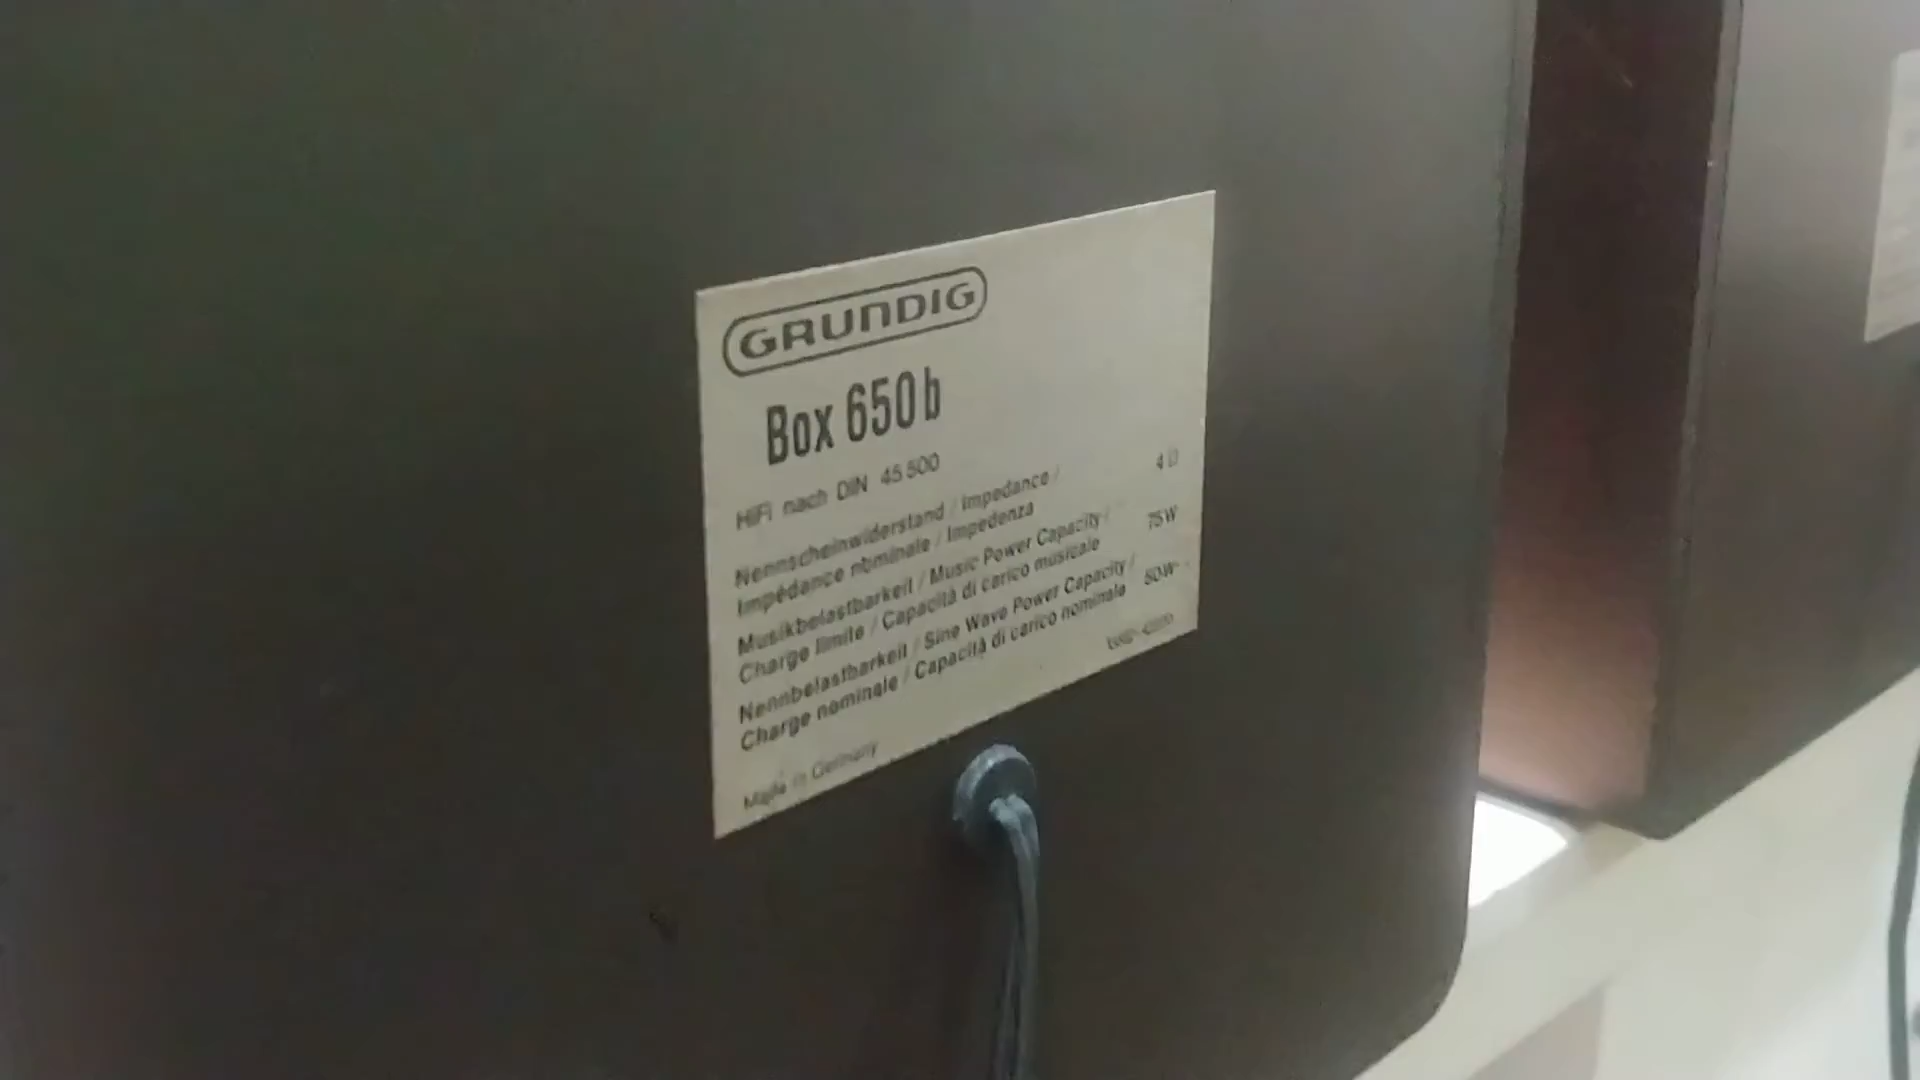 GRUNDIG
Box 650 b
HiFi nach DIN 45 500
Nennscheinwiderstand / Impedance / 4 Ω
Impédance nominale / Impedenza
Musikbelastbarkeit / Music Power Capacity / 75W
Charge limite / Capacità di carico musicale
Nennbelastbarkeit / Sine Wave Power Capacity / 50W
Charge nominale / Capacità di carico nominale
Made in Germany